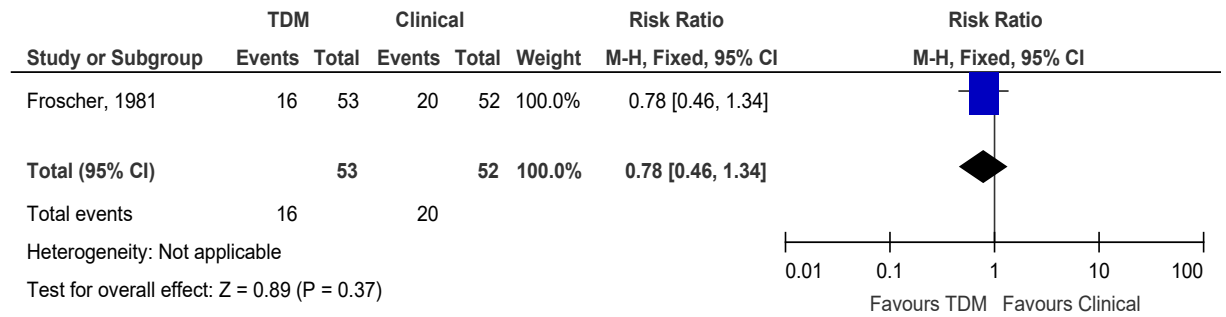 TDM Clinical Risk Ratio Risk Ratio
Study or Subgroup Events Total Events Total Weight M-H, Fixed, 95% CI M-H, Fixed, 95% CI
Froscher, 1981 16 53 20 52 100.0% 0.78 [0.46, 1.34]
Total (95% CI) 53 52 100.0% 0.78 [0.46, 1.34]
Total events 16 20
Heterogeneity: Not applicable
Test for overall effect: Z = 0.89 (P = 0.37)
0.01 0.1 1 10 100
Favours TDM Favours Clinical